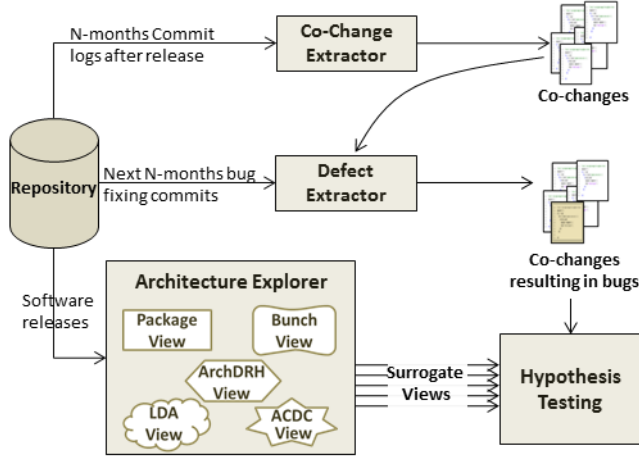 N-months Commit
logs after release
Co-Change
Extractor
Co-changes
Repository
Next N-months bug
fixing commits
Defect
Extractor
Co-changes
resulting in bugs
Software
releases
Architecture Explorer
Package
View
Bunch
View
ArchDRH
View
LDA
View
ACDC
View
Surrogate
Views
Hypothesis
Testing